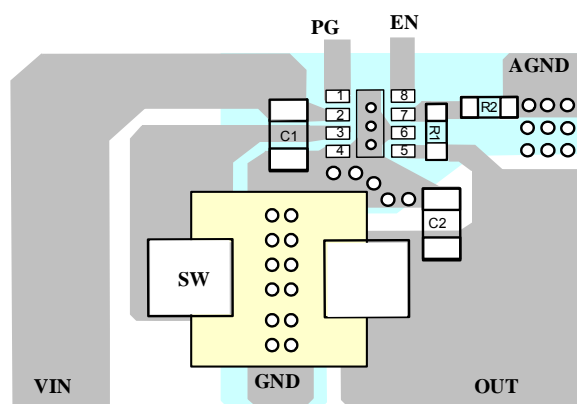 PG EN
AGND
1 8
2 7
3 6
4 5
C1
R1
R2
C2
SW
VIN
GND
OUT